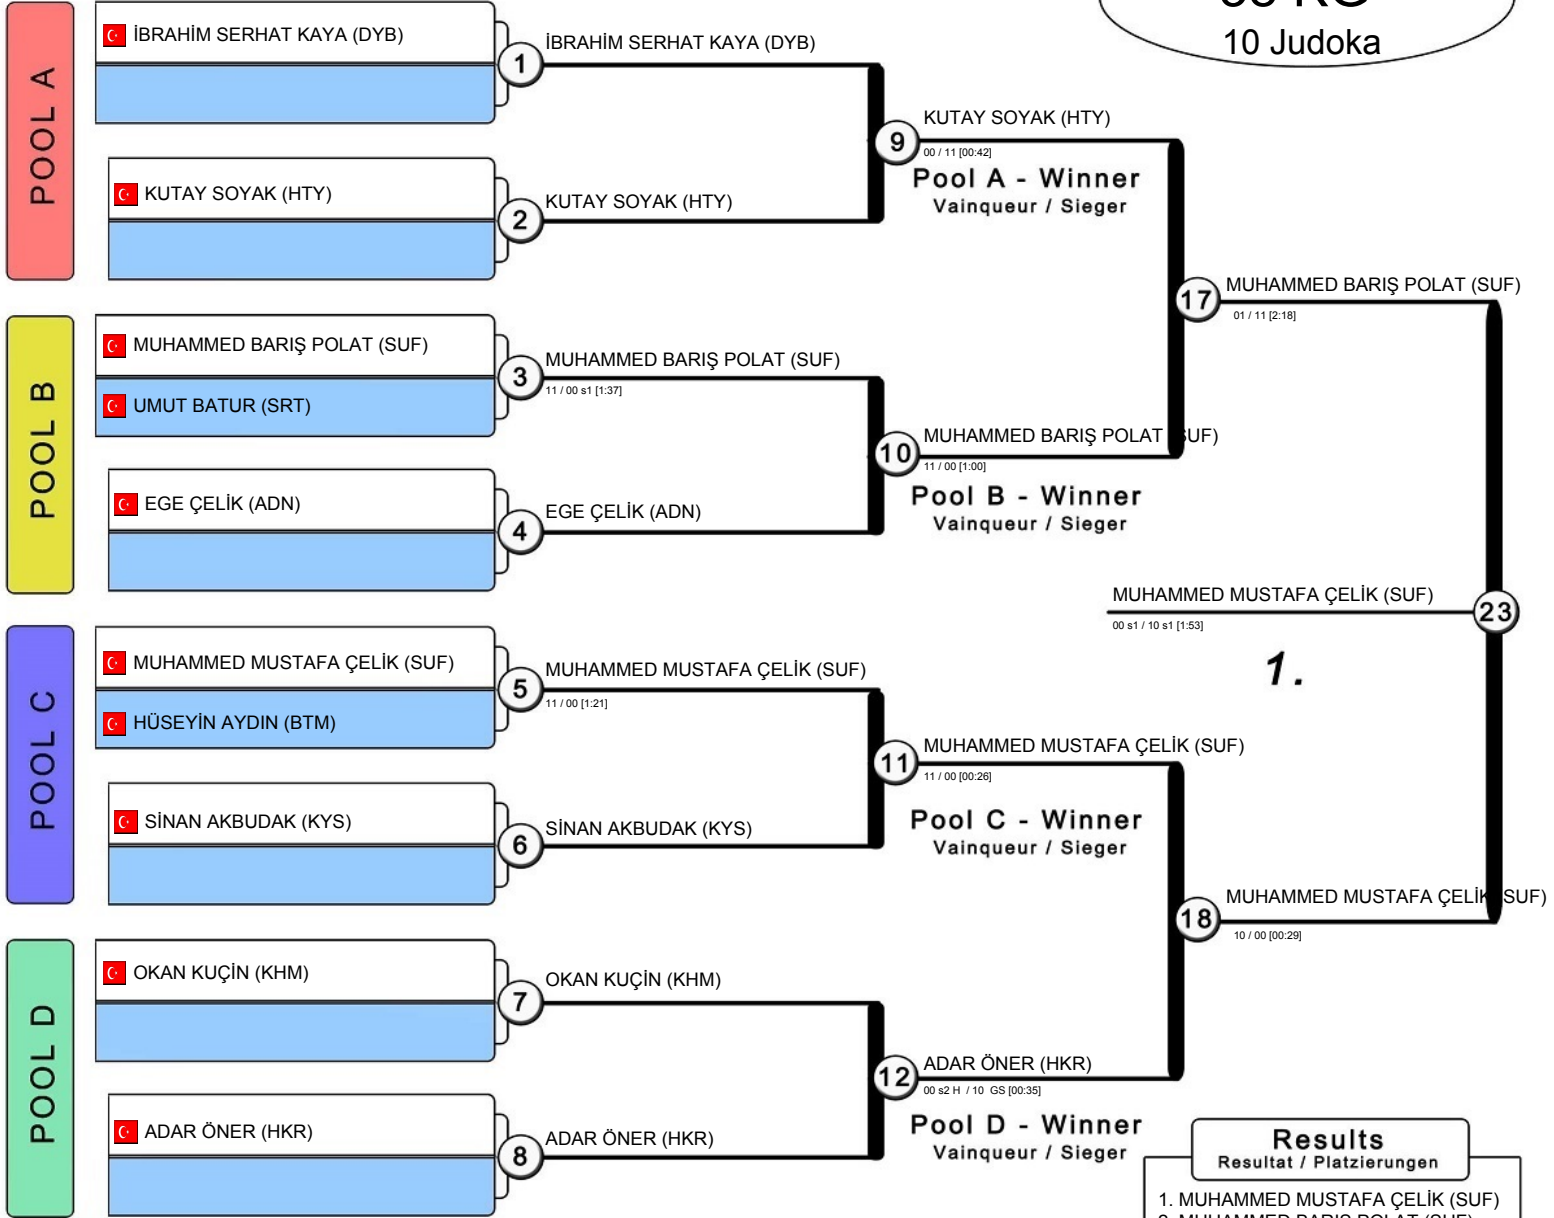 10 Judoka
POOL A
İBRAHİM SERHAT KAYA (DYB)
1
İBRAHİM SERHAT KAYA (DYB)
KUTAY SOYAK (HTY)
2
KUTAY SOYAK (HTY)
9
KUTAY SOYAK (HTY)
00 / 11 [00:42]
Pool A - Winner
Vainqueur / Sieger
POOL B
MUHAMMED BARIŞ POLAT (SUF)
UMUT BATUR (SRT)
3
MUHAMMED BARIŞ POLAT (SUF)
11 / 00 s1 [1:37]
EGE ÇELİK (ADN)
4
EGE ÇELİK (ADN)
10
MUHAMMED BARIŞ POLAT (SUF)
11 / 00 [1:00]
Pool B - Winner
Vainqueur / Sieger
17
MUHAMMED BARIŞ POLAT (SUF)
01 / 11 [2:18]
MUHAMMED MUSTAFA ÇELİK (SUF)
00 s1 / 10 s1 [1:53]
23
1.
POOL C
MUHAMMED MUSTAFA ÇELİK (SUF)
HÜSEYİN AYDIN (BTM)
5
MUHAMMED MUSTAFA ÇELİK (SUF)
11 / 00 [1:21]
SİNAN AKBUDAK (KYS)
6
SİNAN AKBUDAK (KYS)
11
MUHAMMED MUSTAFA ÇELİK (SUF)
11 / 00 [00:26]
Pool C - Winner
Vainqueur / Sieger
18
MUHAMMED MUSTAFA ÇELİK (SUF)
10 / 00 [00:29]
POOL D
OKAN KUÇİN (KHM)
7
OKAN KUÇİN (KHM)
ADAR ÖNER (HKR)
8
ADAR ÖNER (HKR)
12
ADAR ÖNER (HKR)
00 s2 H / 10 GS [00:35]
Pool D - Winner
Vainqueur / Sieger
Results
Resultat / Platzierungen
1. MUHAMMED MUSTAFA ÇELİK (SUF)
2. MUHAMMED BARIŞ POLAT (SUF)